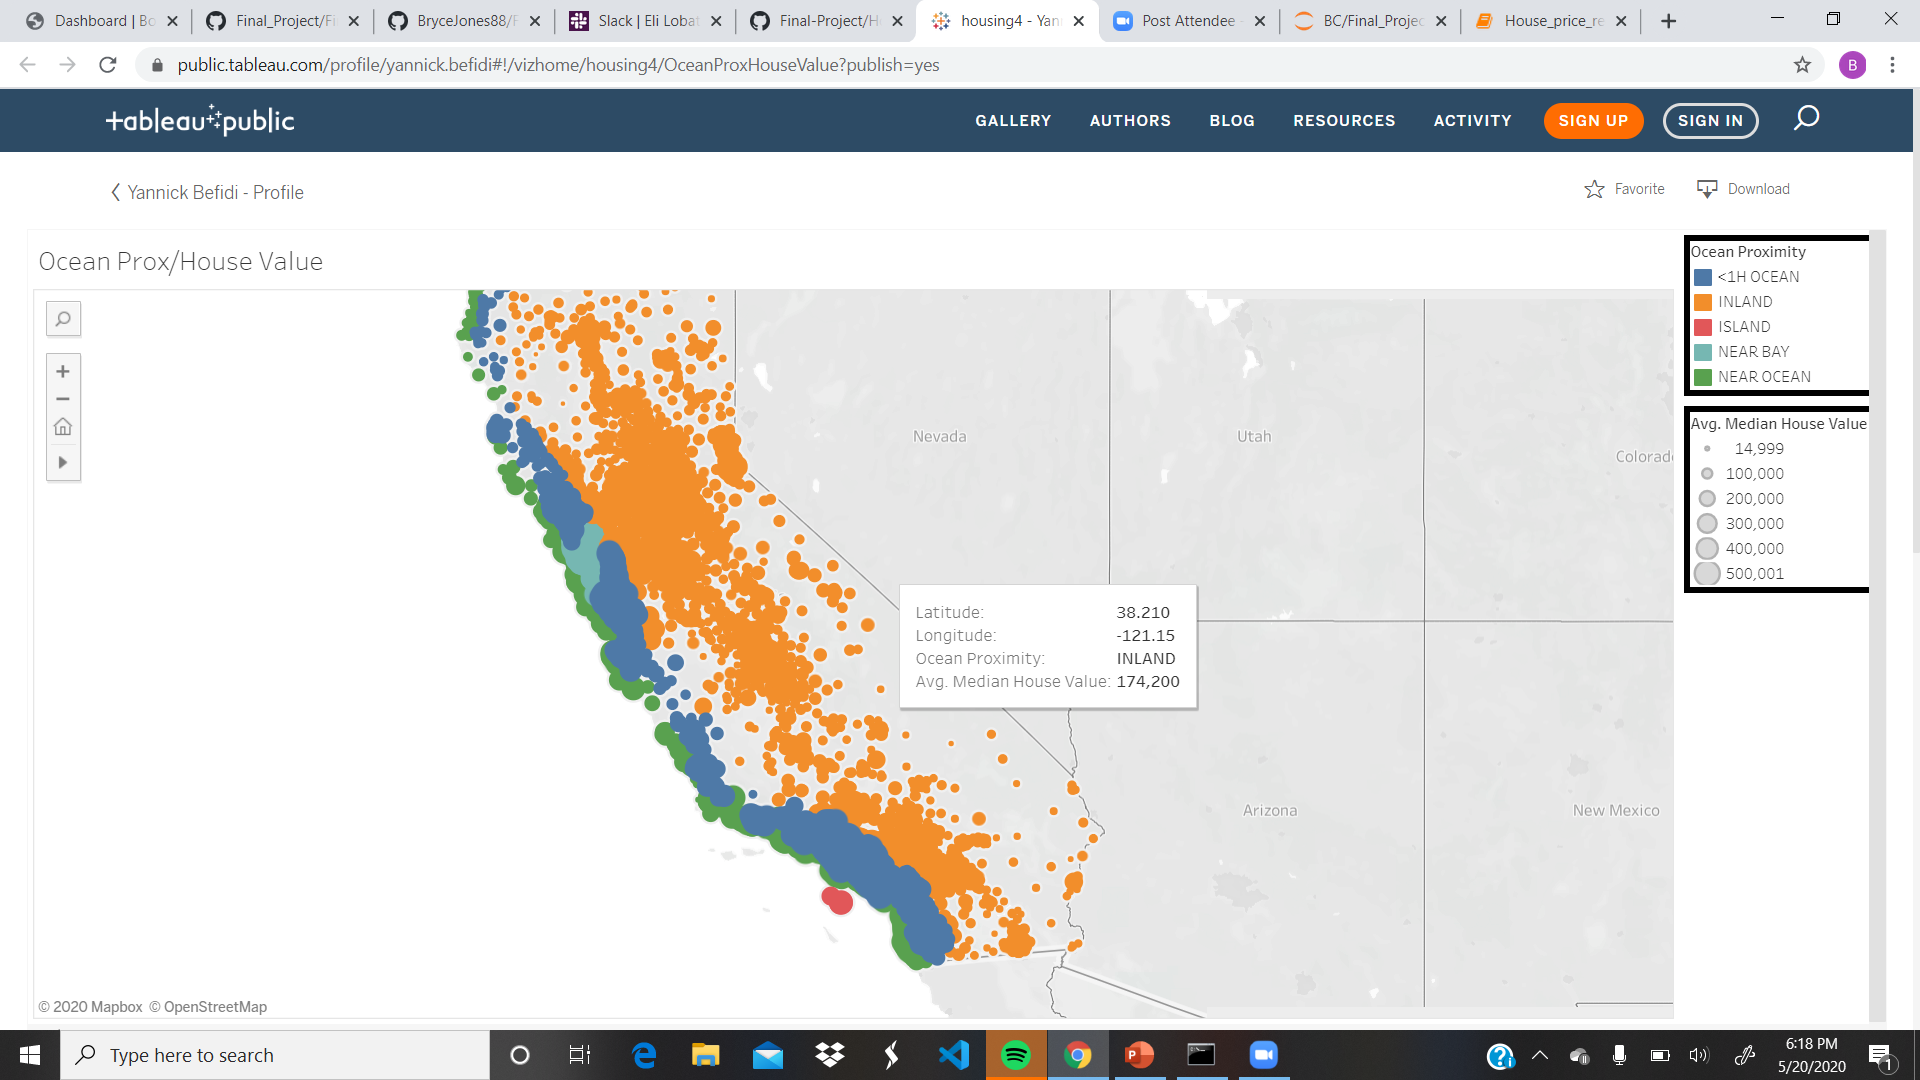 Dashboard | Bo
Final_Project/Fi
BryceJones88/F
Slack | Eli Lobat
Final-Project/H
housing4 - Yan
Post Attendee -
BC/Final_Projec
House_price_re
public.tableau.com/profile/yannick.befidi#!/vizhome/housing4/OceanProxHouseValue?publish=yes
B
+ableau public
GALLERY
AUTHORS
BLOG
RESOURCES
ACTIVITY
SIGN UP
SIGN IN
Yannick Befidi - Profile
Favorite
Download
Ocean Prox/House Value
Nevada
Utah
Colorad
Arizona
New Mexico
Latitude: 38.210
Longitude: -121.15
Ocean Proximity: INLAND
Avg. Median House Value: 174,200
© 2020 Mapbox © OpenStreetMap
Ocean Proximity
<1H OCEAN
INLAND
ISLAND
NEAR BAY
NEAR OCEAN
Avg. Median House Value
14,999
100,000
200,000
300,000
400,000
500,001
Type here to search
6:18 PM
5/20/2020
1